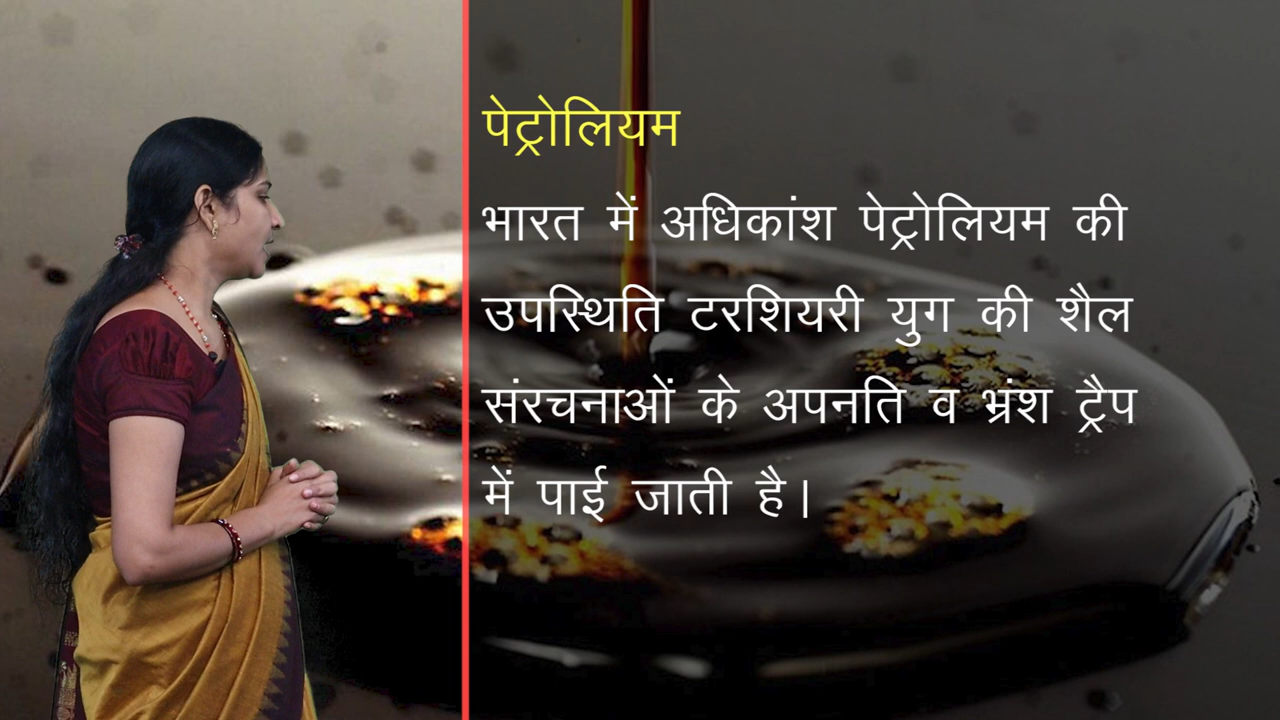 पेट्रोलियम
भारत में अधिकांश पेट्रोलियम की
उपस्थिति टरशियरी युग की शैल
संरचनाओं के अपनति व भ्रंश ट्रैप
में पाई जाती है।